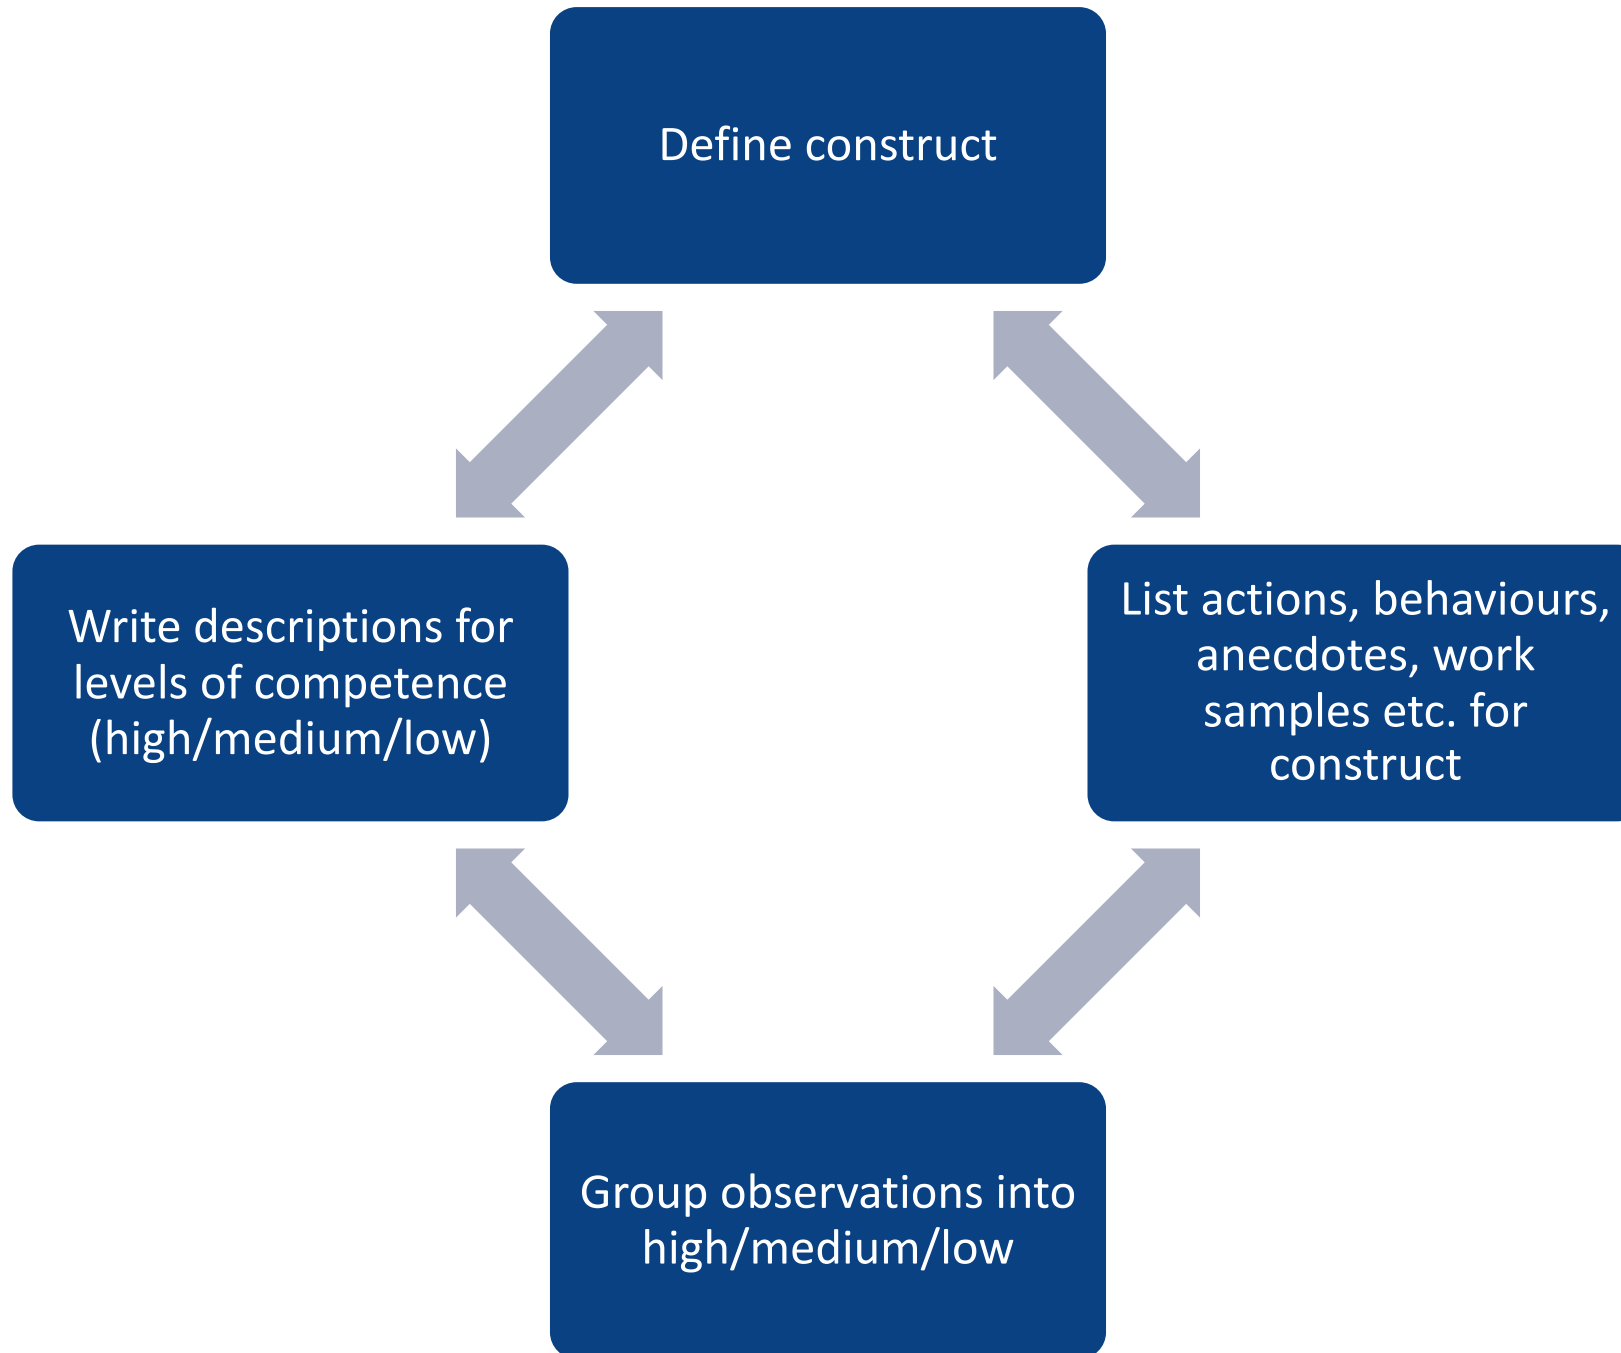 Define construct
Write descriptions for
levels of competence
(high/medium/low)
List actions, behaviours,
anecdotes, work
samples etc. for
construct
Group observations into
high/medium/low